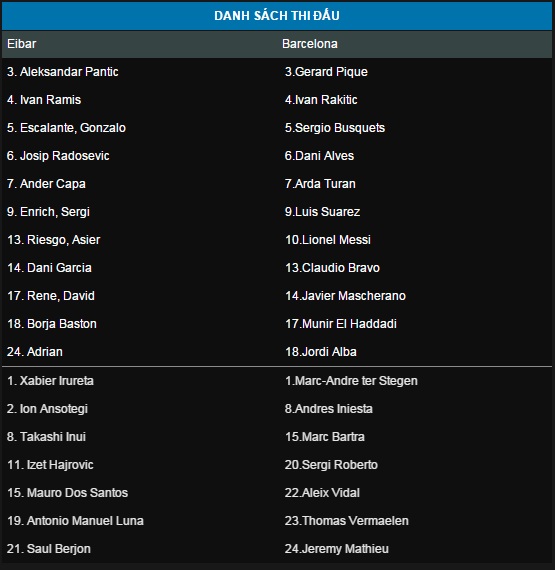 DANH SÁCH THI ĐẤU
Eibar Barcelona
3. Aleksandar Pantic 3.Gerard Pique
4. Ivan Ramis 4.Ivan Rakitic
5. Escalante, Gonzalo 5.Sergio Busquets
6. Josip Radosevic 6.Dani Alves
7. Ander Capa 7.Arda Turan
9. Enrich, Sergi 9.Luis Suarez
13. Riesgo, Asier 10.Lionel Messi
14. Dani Garcia 13.Claudio Bravo
17. Rene, David 14.Javier Mascherano
18. Borja Baston 17.Munir El Haddadi
24. Adrian 18.Jordi Alba
1. Xabier Irureta 1.Marc-Andre ter Stegen
2. Ion Ansotegi 8.Andres Iniesta
8. Takashi Inui 15.Marc Bartra
11. Izet Hajrovic 20.Sergi Roberto
15. Mauro Dos Santos 22.Aleix Vidal
19. Antonio Manuel Luna 23.Thomas Vermaelen
21. Saul Berjon 24.Jeremy Mathieu